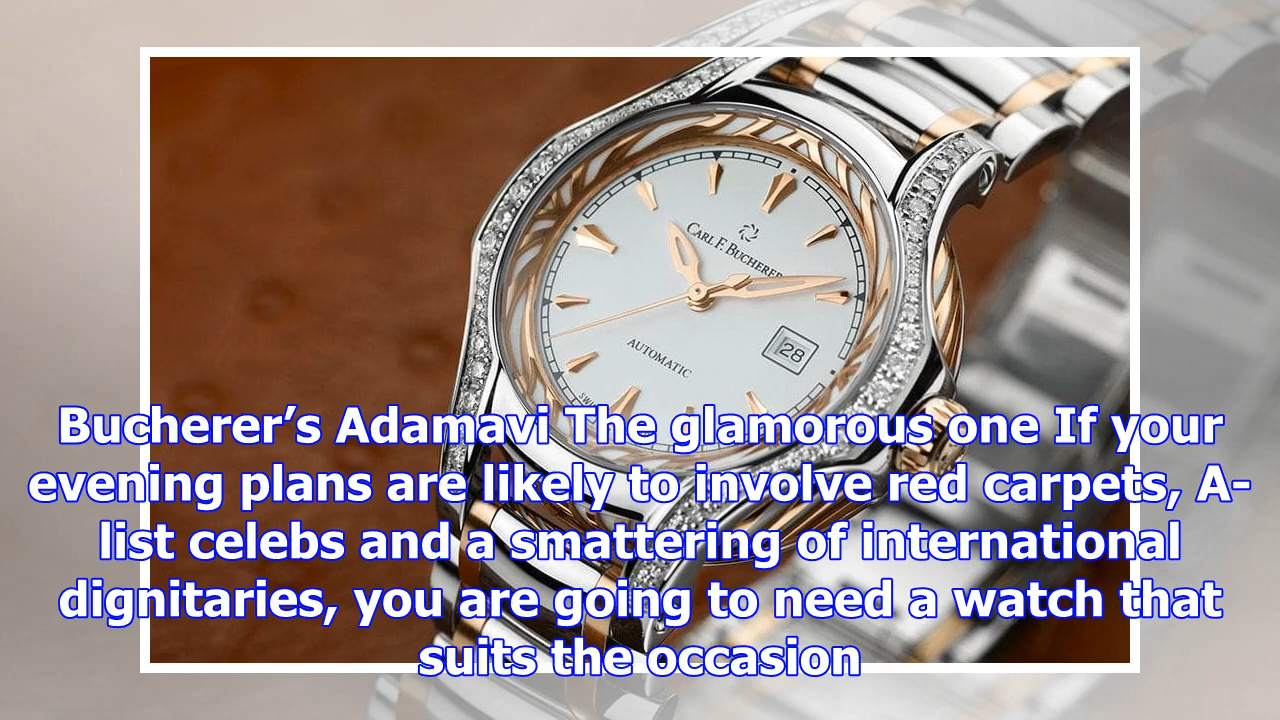 CARL F. BUCHERER
AUTOMATIC
28
Bucherer’s Adamavi The glamorous one If your
evening plans are likely to involve red carpets, A-
list celebs and a smattering of international
dignitaries, you are going to need a watch that
suits the occasion